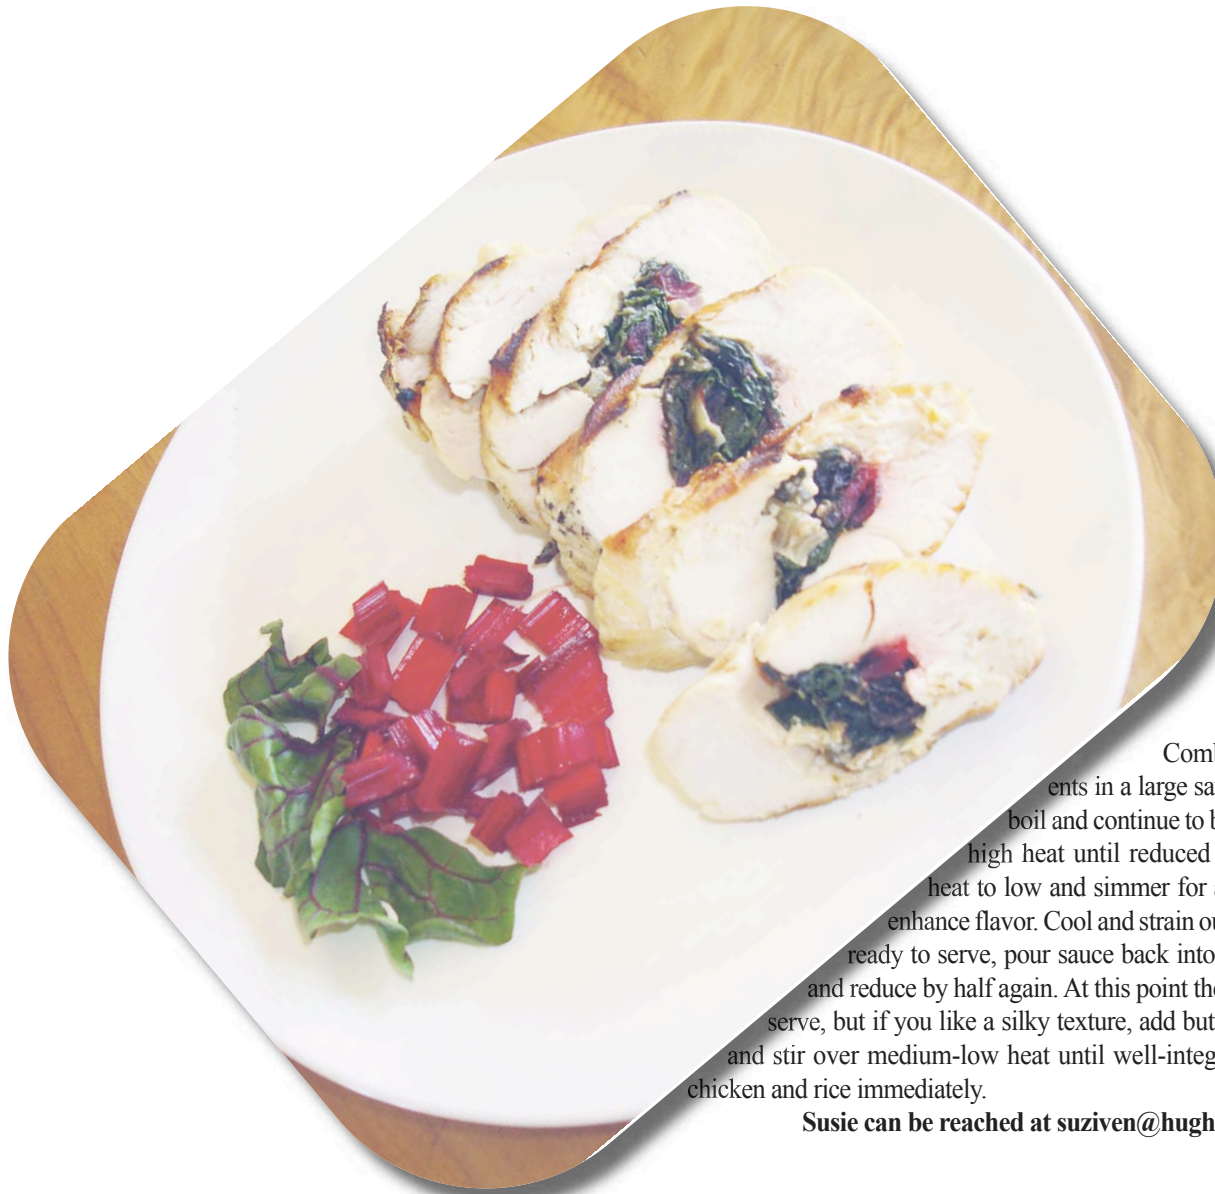 Comb
ents in a large sa
boil and continue to b
high heat until reduced
heat to low and simmer for a
enhance flavor. Cool and strain ou
ready to serve, pour sauce back into
and reduce by half again. At this point the
serve, but if you like a silky texture, add but
and stir over medium-low heat until well-integ
chicken and rice immediately.
Susie can be reached at suziven@hugh